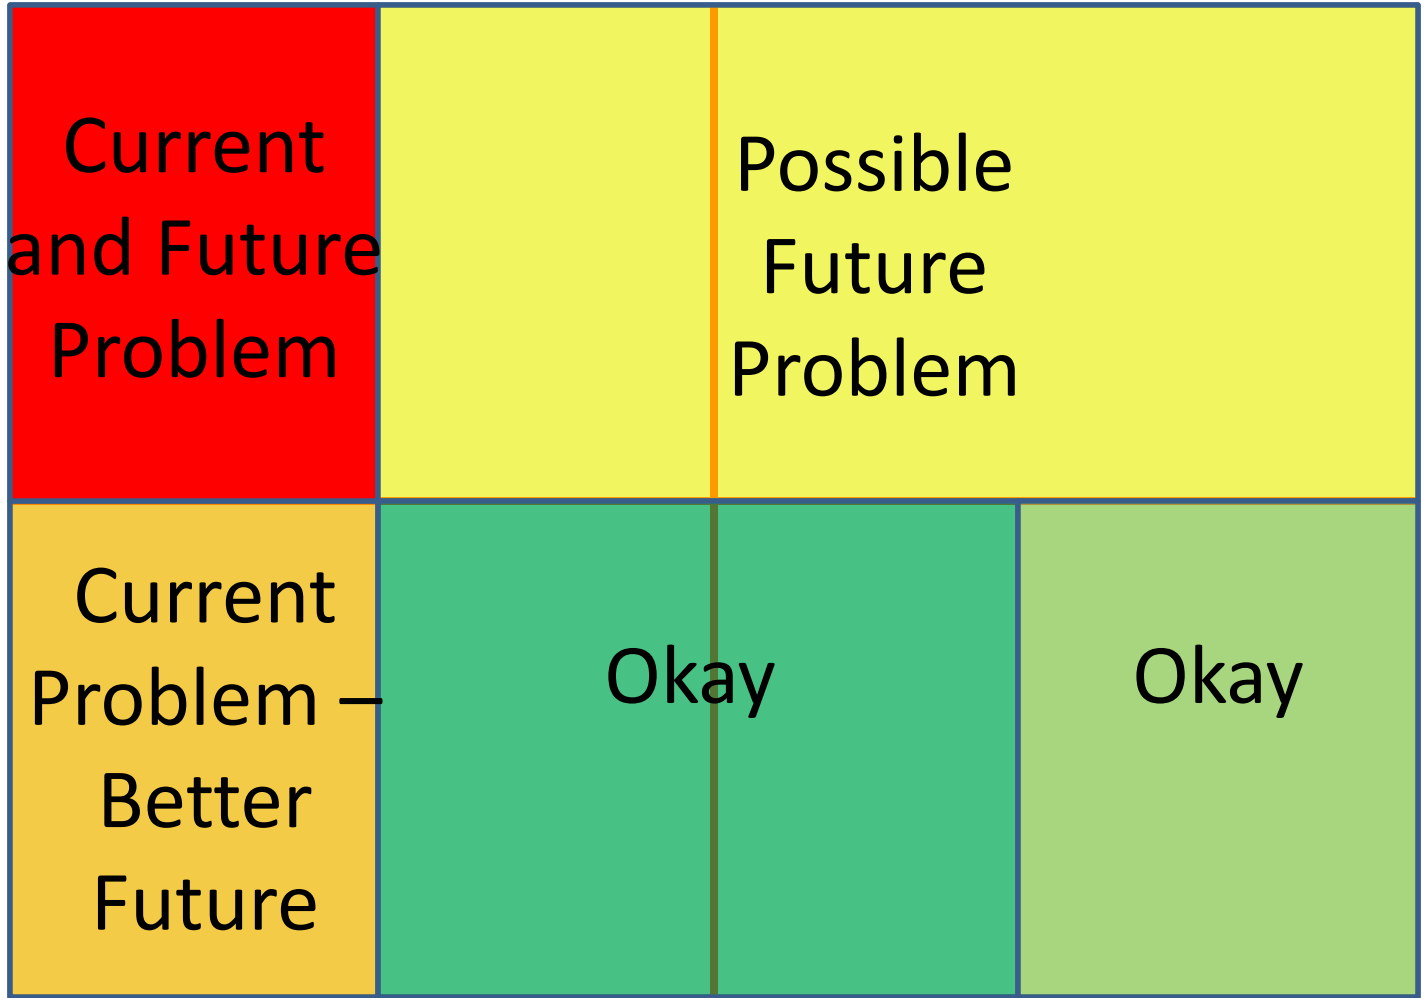 Current
and Future
Problem
Possible
Future
Problem
Current
Problem –
Better
Future
Okay
Okay